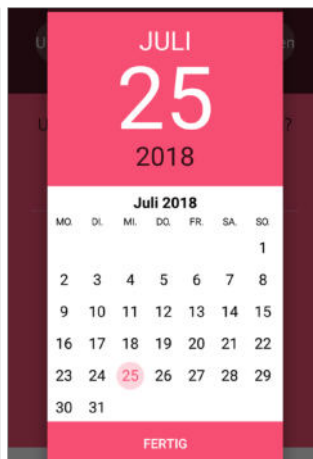 JULI
25
2018
Juli 2018
MO. DI. MI. DO. FR. SA. SO.
1
2 3 4 5 6 7 8
9 10 11 12 13 14 15
16 17 18 19 20 21 22
23 24 25 26 27 28 29
30 31
FERTIG